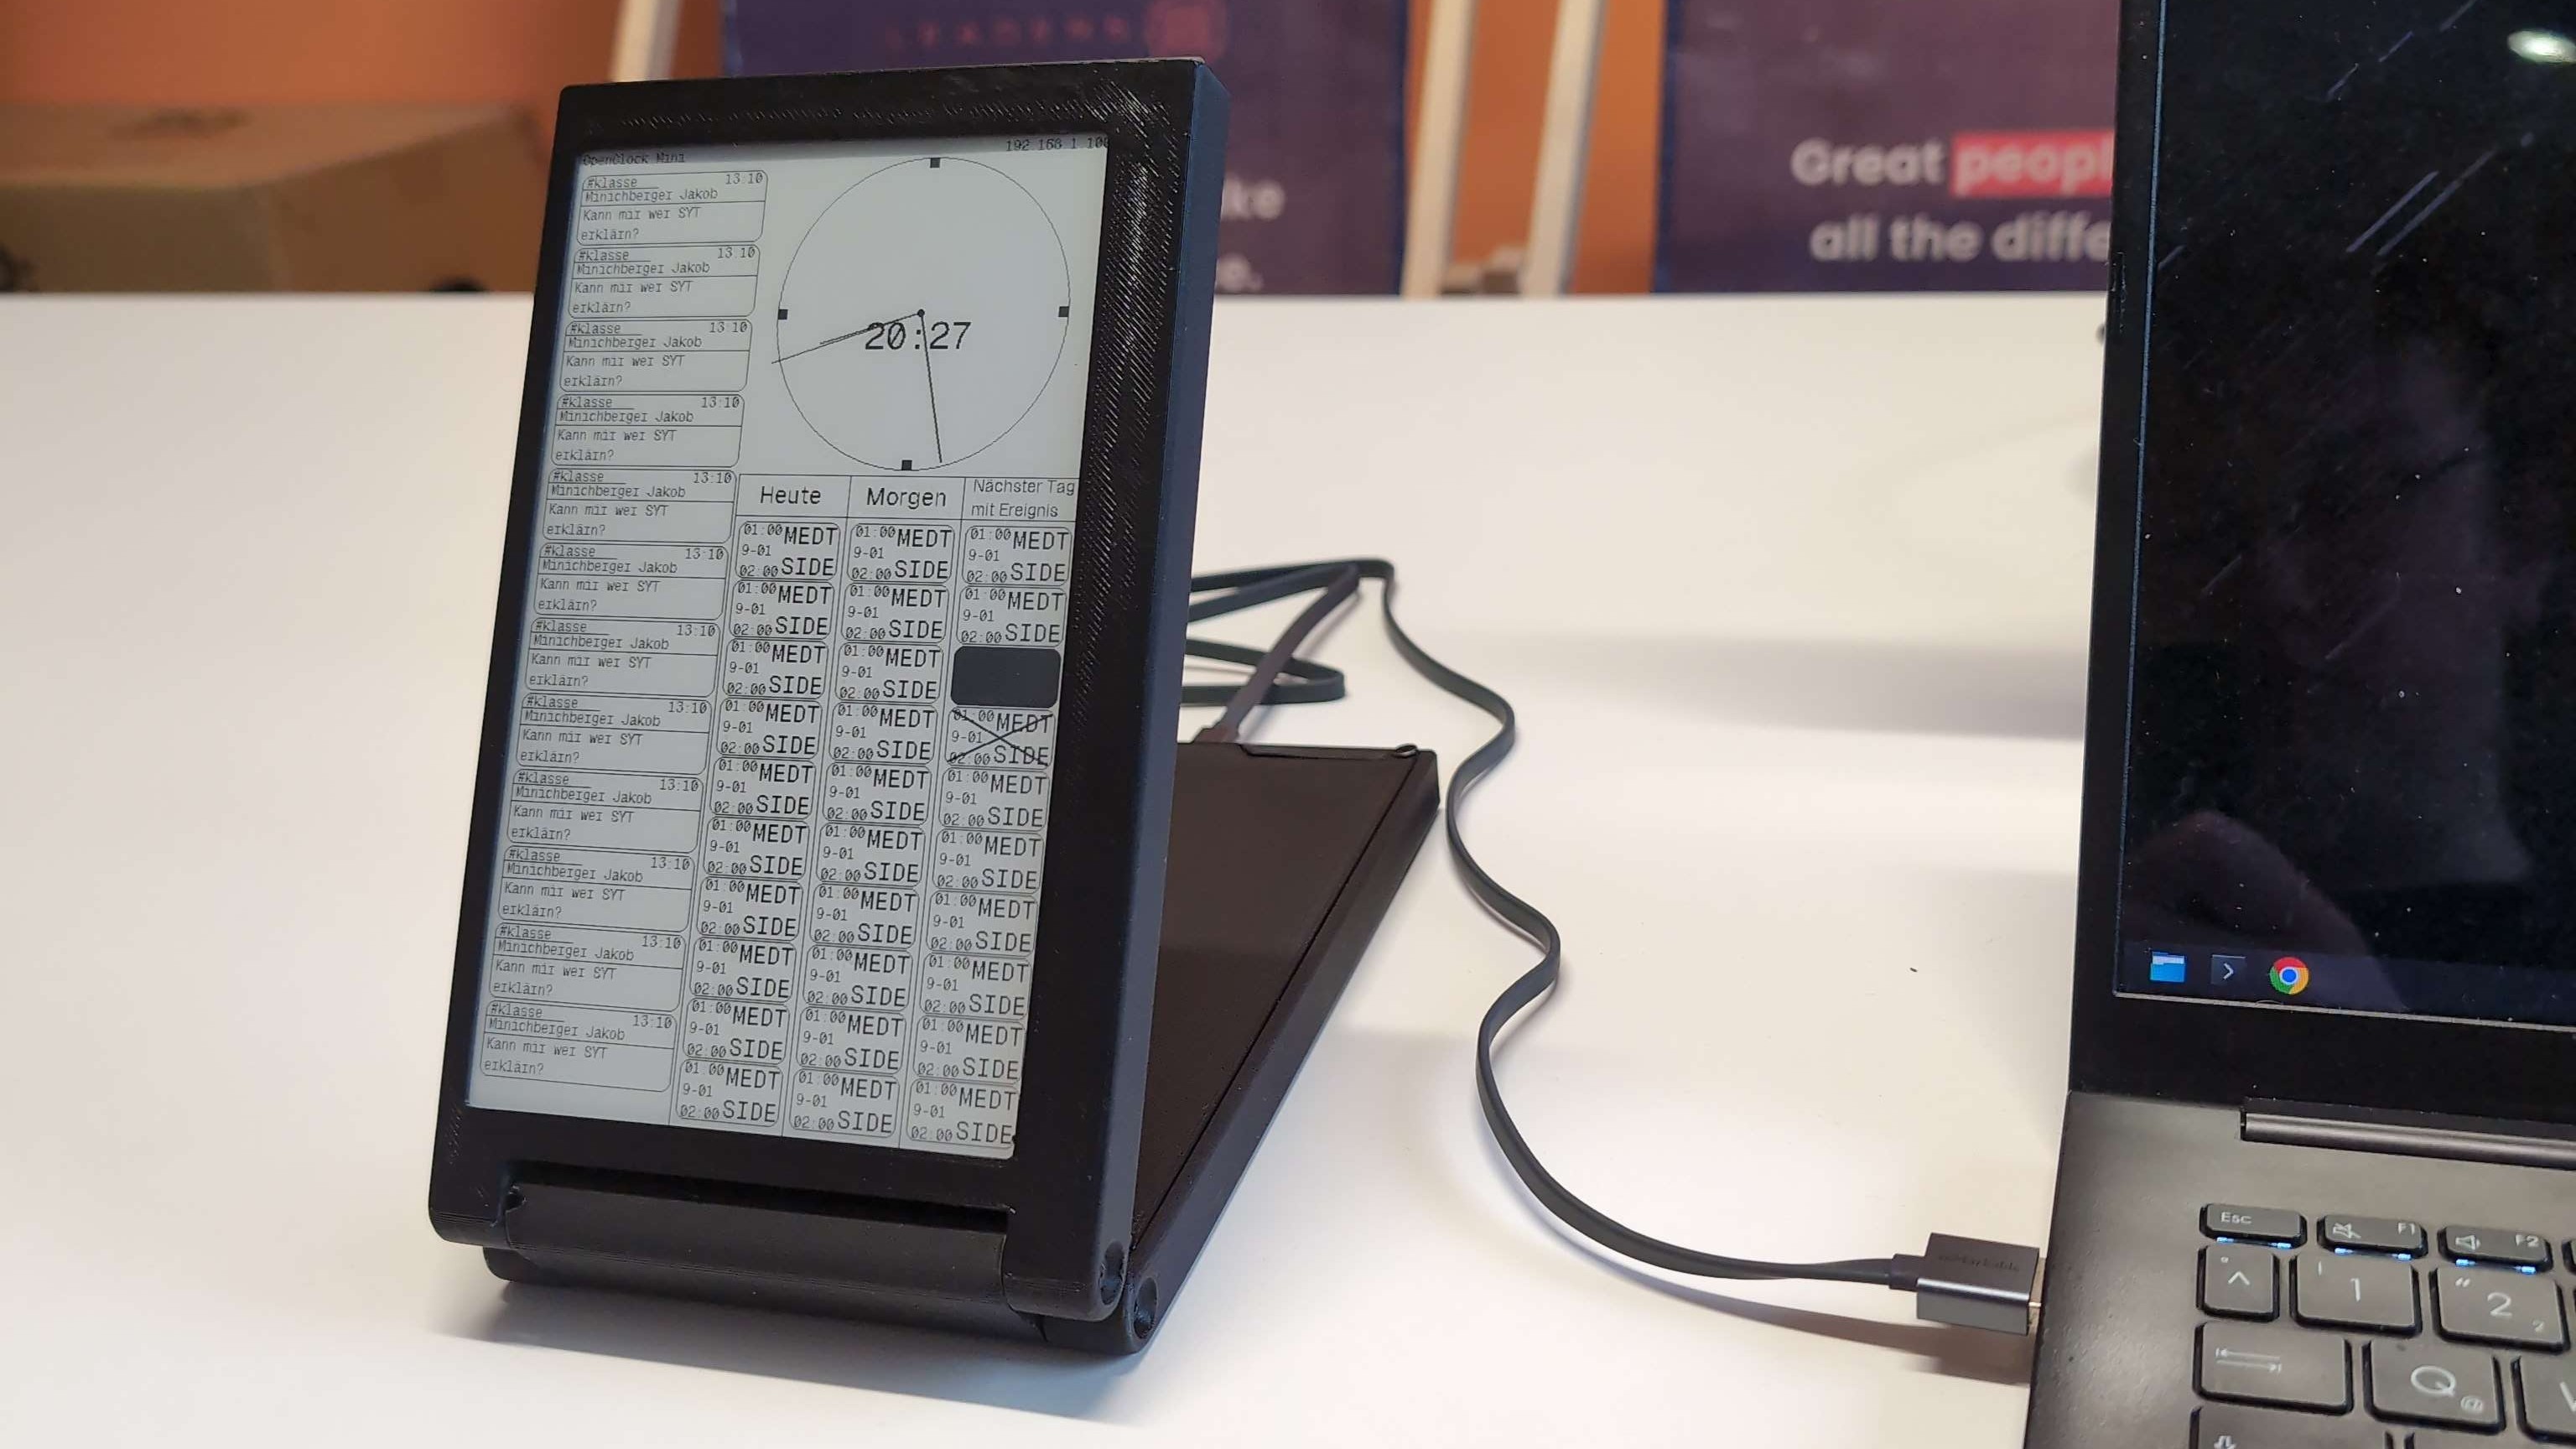 OpenClock Mini
192.168.1.100
#klasse 13:10
Minichberger Jakob
Kann mir wer SYT
erklärn?
#klasse 13:10
Minichberger Jakob
Kann mir wer SYT
erklärn?
#klasse 13:10
Minichberger Jakob
Kann mir wer SYT
erklärn?
#klasse 13:10
Minichberger Jakob
Kann mir wer SYT
erklärn?
#klasse 13:10
Minichberger Jakob
Kann mir wer SYT
erklärn?
#klasse 13:10
Minichberger Jakob
Kann mir wer SYT
erklärn?
#klasse 13:10
Minichberger Jakob
Kann mir wer SYT
erklärn?
#klasse 13:10
Minichberger Jakob
Kann mir wer SYT
erklärn?
#klasse 13:10
Minichberger Jakob
Kann mir wer SYT
erklärn?
#klasse 13:10
Minichberger Jakob
Kann mir wer SYT
erklärn?
#klasse 13:10
Minichberger Jakob
Kann mir wer SYT
erklärn?
#klasse 13:10
Minichberger Jakob
Kann mir wer SYT
erklärn?
20:27
Heute
01:00 MEDT
9-01
02:00 SIDE
01:00 MEDT
9-01
02:00 SIDE
01:00 MEDT
9-01
02:00 SIDE
01:00 MEDT
9-01
02:00 SIDE
01:00 MEDT
9-01
02:00 SIDE
01:00 MEDT
9-01
02:00 SIDE
01:00 MEDT
9-01
02:00 SIDE
01:00 MEDT
9-01
02:00 SIDE
01:00 MEDT
9-01
02:00 SIDE
01:00 MEDT
9-01
02:00 SIDE
Morgen
01:00 MEDT
9-01
02:00 SIDE
01:00 MEDT
9-01
02:00 SIDE
01:00 MEDT
9-01
02:00 SIDE
01:00 MEDT
9-01
02:00 SIDE
01:00 MEDT
9-01
02:00 SIDE
01:00 MEDT
9-01
02:00 SIDE
01:00 MEDT
9-01
02:00 SIDE
01:00 MEDT
9-01
02:00 SIDE
01:00 MEDT
9-01
02:00 SIDE
01:00 MEDT
9-01
02:00 SIDE
Nächster Tag
mit Ereignis
01:00 MEDT
9-01
02:00 SIDE
01:00 MEDT
9-01
02:00 SIDE
01:00 MEDT
9-01
02:00 SIDE
01:00 MEDT
9-01
02:00 SIDE
01:00 MEDT
9-01
02:00 SIDE
01:00 MEDT
9-01
02:00 SIDE
01:00 MEDT
9-01
02:00 SIDE
01:00 MEDT
9-01
02:00 SIDE
01:00 MEDT
9-01
02:00 SIDE
Great peopl
all the diffe
Esc
F1
F2
° ^
! 1
" 2 ²
Q @